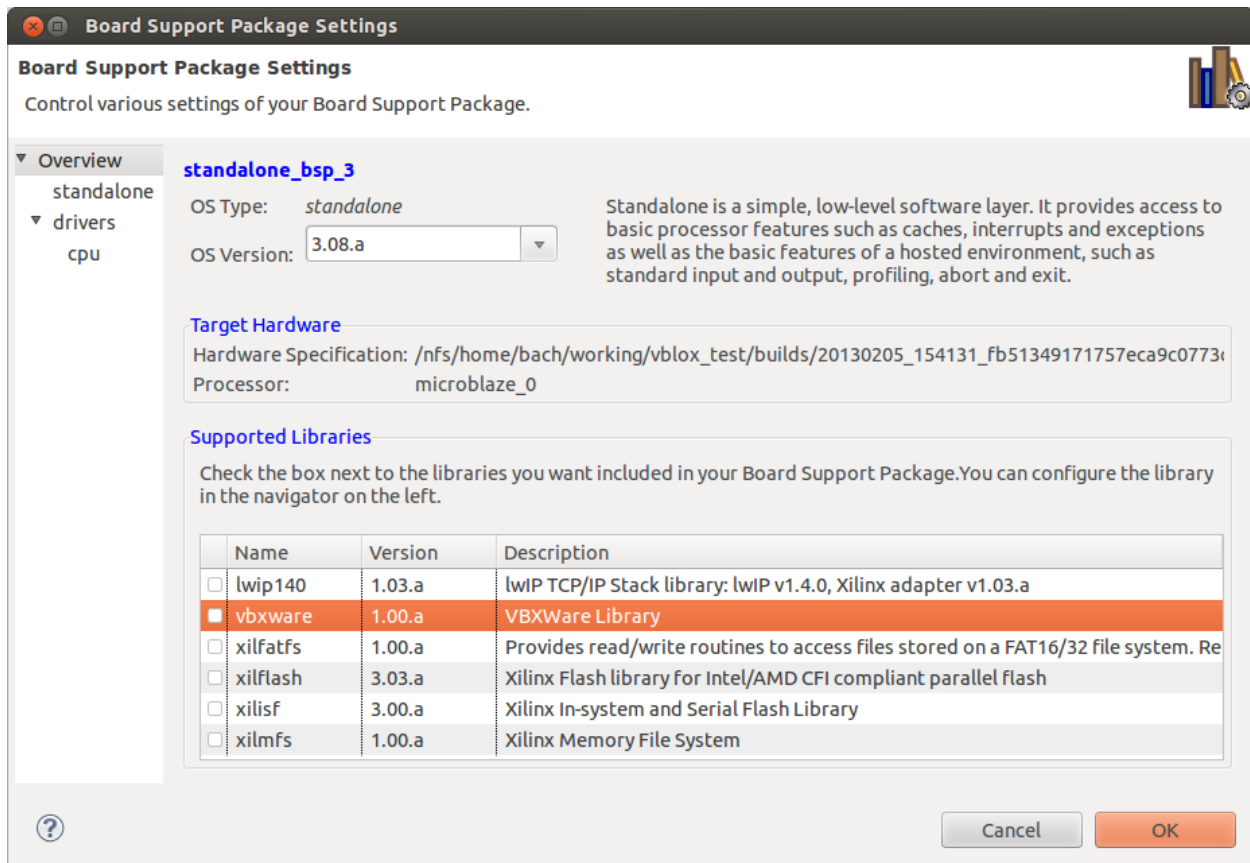 Board Support Package Settings
Board Support Package Settings
Control various settings of your Board Support Package.
Overview
standalone
drivers
cpu
standalone_bsp_3
OS Type: standalone
OS Version: 3.08.a
Standalone is a simple, low-level software layer. It provides access to
basic processor features such as caches, interrupts and exceptions
as well as the basic features of a hosted environment, such as
standard input and output, profiling, abort and exit.
Target Hardware
Hardware Specification: /nfs/home/bach/working/vblox_test/builds/20130205_154131_fb51349171757eca9c0773
Processor: microblaze_0
Supported Libraries
Check the box next to the libraries you want included in your Board Support Package.You can configure the library
in the navigator on the left.
Name Version Description
lwip140 1.03.a lwIP TCP/IP Stack library: lwIP v1.4.0, Xilinx adapter v1.03.a
vbxware 1.00.a VBXWare Library
xilfatfs 1.00.a Provides read/write routines to access files stored on a FAT16/32 file system. Re
xilflash 3.03.a Xilinx Flash library for Intel/AMD CFI compliant parallel flash
xilisf 3.00.a Xilinx In-system and Serial Flash Library
xilmfs 1.00.a Xilinx Memory File System
?
Cancel OK